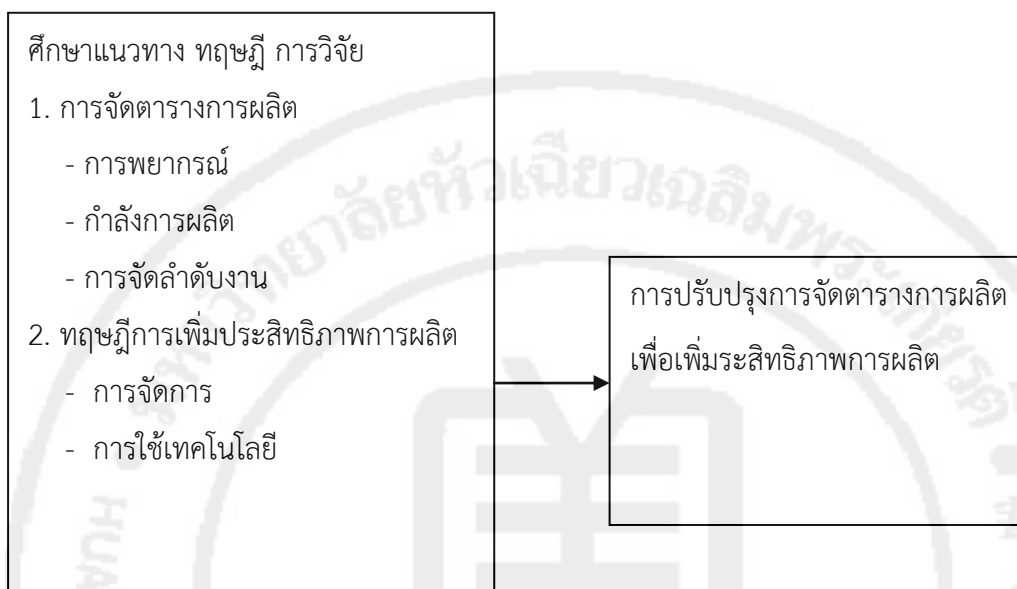 ศึกษาแนวทาง ทฤษฎี การวิจัย
1. การจัดตารางการผลิต
- การพยากรณ์
- กำลังการผลิต
- การจัดลำดับงาน
2. ทฤษฎีการเพิ่มประสิทธิภาพการผลิต
- การจัดการ
- การใช้เทคโนโลยี
การปรับปรุงการจัดตารางการผลิต
เพื่อเพิ่มระสิทธิภาพการผลิต